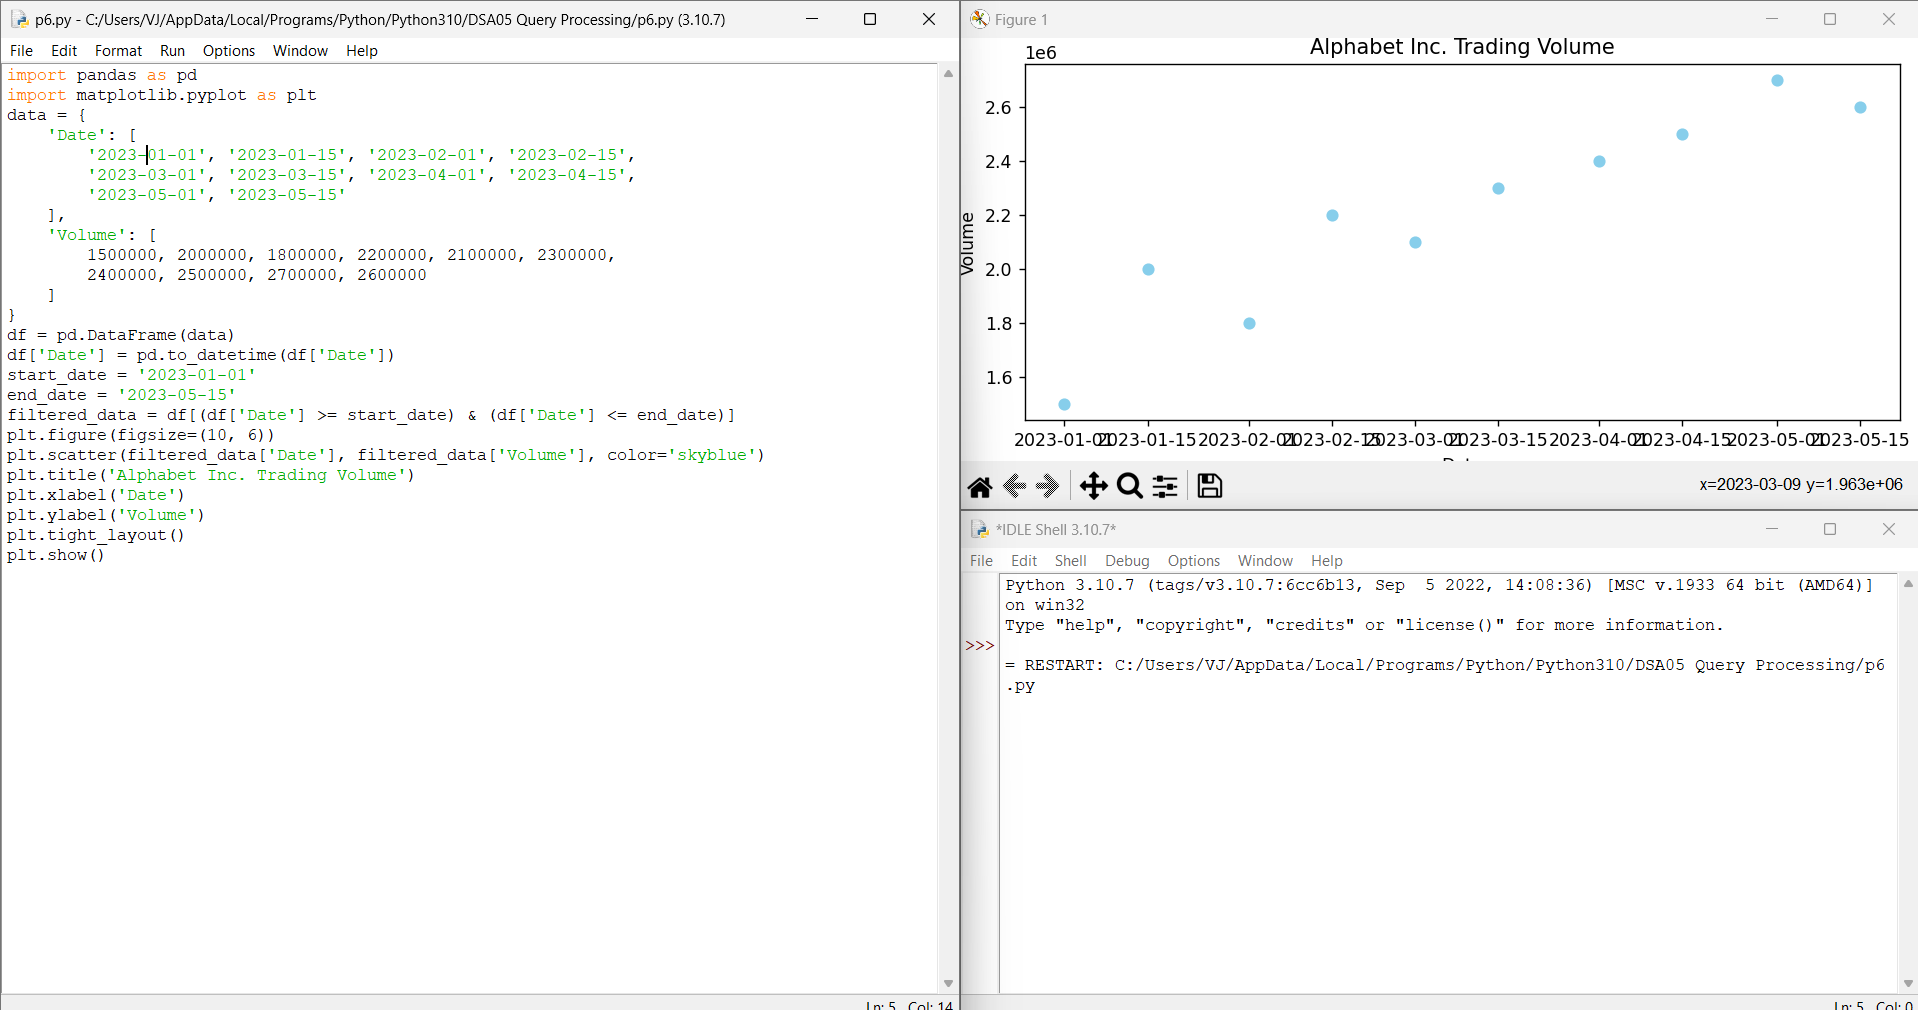 p6.py - C:/Users/VJ/AppData/Local/Programs/Python/Python310/DSA05 Query Processing/p6.py (3.10.7)
File Edit Format Run Options Window Help
import pandas as pd
import matplotlib.pyplot as plt
data = {
    'Date': [
        '2023-01-01', '2023-01-15', '2023-02-01', '2023-02-15',
        '2023-03-01', '2023-03-15', '2023-04-01', '2023-04-15',
        '2023-05-01', '2023-05-15'
    ],
    'Volume': [
        1500000, 2000000, 1800000, 2200000, 2100000, 2300000,
        2400000, 2500000, 2700000, 2600000
    ]
}
df = pd.DataFrame(data)
df['Date'] = pd.to_datetime(df['Date'])
start_date = '2023-01-01'
end_date = '2023-05-15'
filtered_data = df[(df['Date'] >= start_date) & (df['Date'] <= end_date)]
plt.figure(figsize=(10, 6))
plt.scatter(filtered_data['Date'], filtered_data['Volume'], color='skyblue')
plt.title('Alphabet Inc. Trading Volume')
plt.xlabel('Date')
plt.ylabel('Volume')
plt.tight_layout()
plt.show()
Ln: 5 Col: 14
Figure 1
Alphabet Inc. Trading Volume
1e6
2.6
2.4
2.2
2.0
1.8
1.6
Volume
2023-01-01 2023-01-15 2023-02-01 2023-02-15 2023-03-01 2023-03-15 2023-04-01 2023-04-15 2023-05-01 2023-05-15
x=2023-03-09 y=1.963e+06
*IDLE Shell 3.10.7*
File Edit Shell Debug Options Window Help
Python 3.10.7 (tags/v3.10.7:6cc6b13, Sep  5 2022, 14:08:36) [MSC v.1933 64 bit (AMD64)]
on win32
Type "help", "copyright", "credits" or "license()" for more information.
>>>
= RESTART: C:/Users/VJ/AppData/Local/Programs/Python/Python310/DSA05 Query Processing/p6
.py
Ln: 5 Col: 0